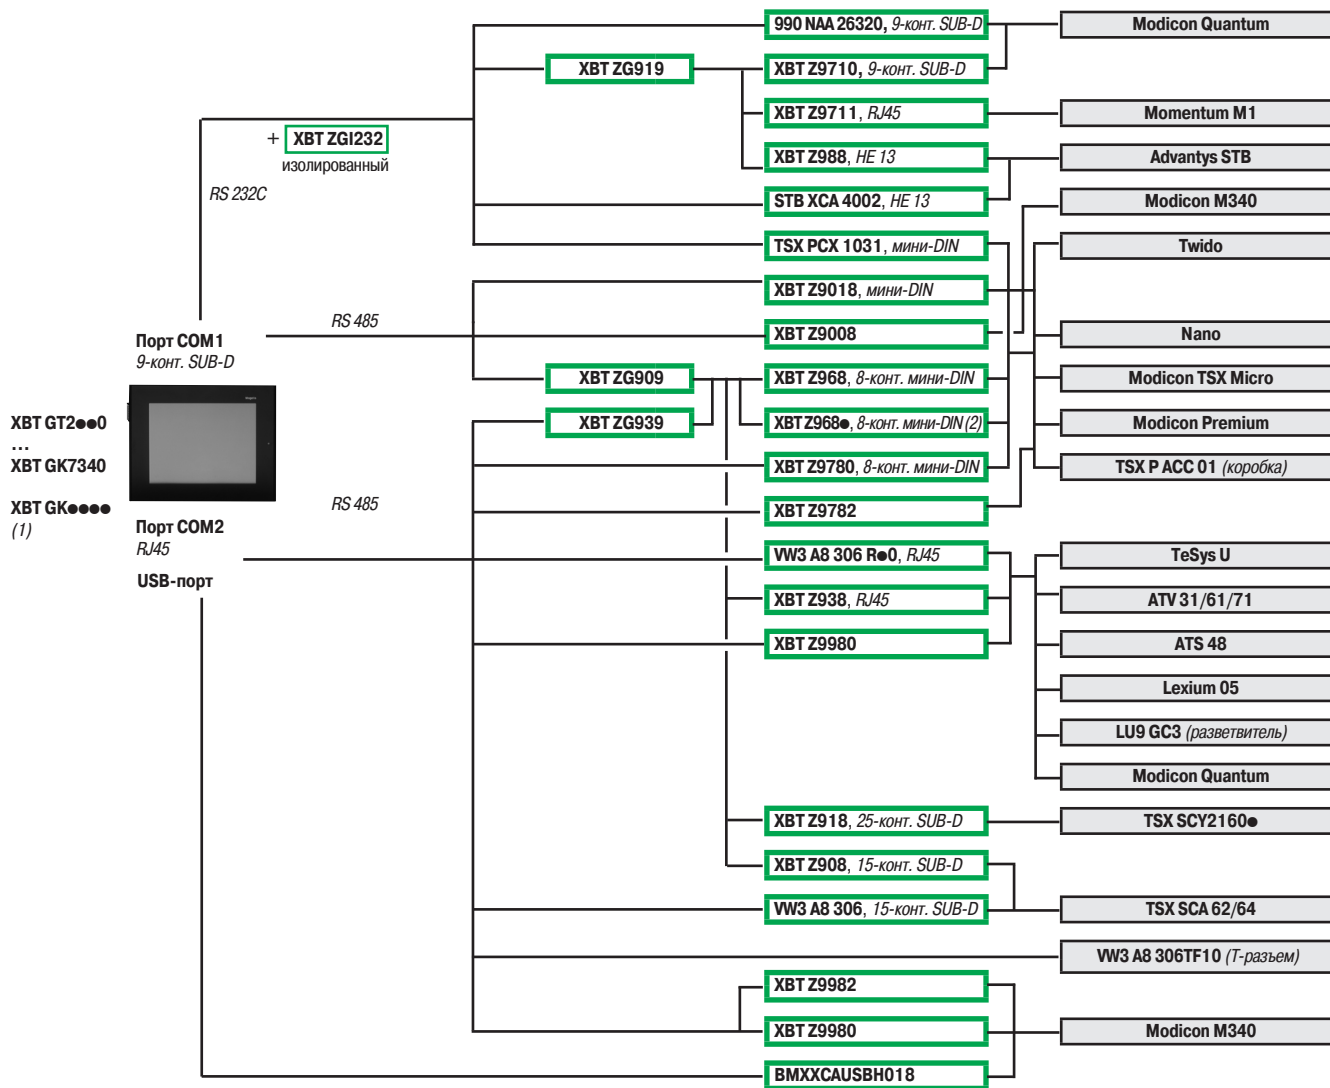 990 NAA 26320, 9-конт. SUB-D
Modicon Quantum
XBT ZG919
XBT Z9710, 9-конт. SUB-D
XBT Z9711, RJ45
Momentum M1
+ XBT ZGI232
изолированный
XBT Z988, HE 13
Advantys STB
RS 232C
STB XCA 4002, HE 13
Modicon M340
TSX PCX 1031, мини-DIN
Twido
XBT Z9018, мини-DIN
RS 485
XBT Z9008
Nano
Порт COM1
9-конт. SUB-D
XBT ZG909
XBT Z968, 8-конт. мини-DIN
Modicon TSX Micro
XBT GT2●●0
...
XBT GK7340
XBT GK●●●●
(1)
XBT ZG939
XBT Z968●, 8-конт. мини-DIN (2)
Modicon Premium
XBT Z9780, 8-конт. мини-DIN
TSX P ACC 01 (коробка)
RS 485
XBT Z9782
Порт COM2
RJ45
USB-порт
VW3 A8 306 R●0, RJ45
TeSys U
XBT Z938, RJ45
ATV 31/61/71
XBT Z9980
ATS 48
Lexium 05
LU9 GC3 (разветвитель)
Modicon Quantum
XBT Z918, 25-конт. SUB-D
TSX SCY2160●
XBT Z908, 15-конт. SUB-D
VW3 A8 306, 15-конт. SUB-D
TSX SCA 62/64
VW3 A8 306TF10 (Т-разъем)
XBT Z9982
XBT Z9980
Modicon M340
BMXXCAUSBH018